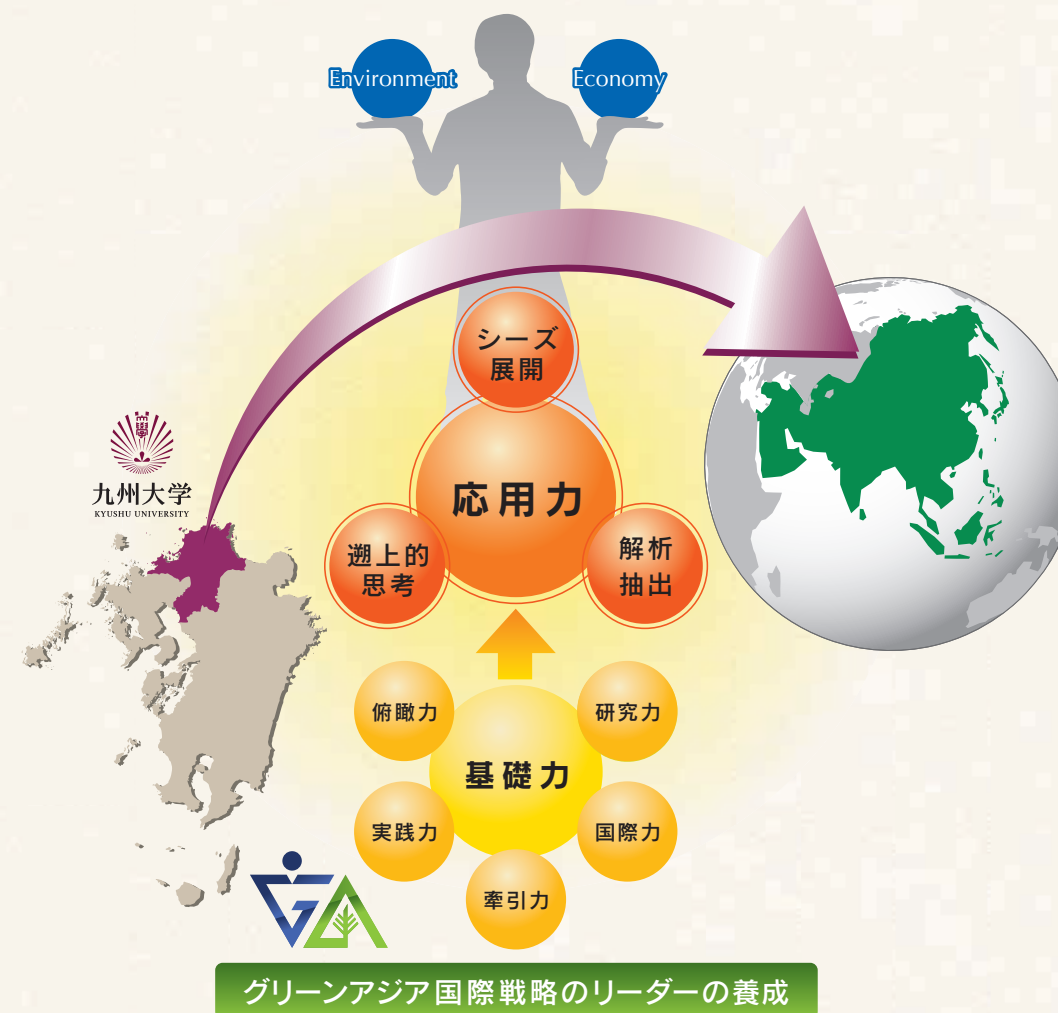 Environment
Economy
シーズ
展開
九州大学
KYUSHU UNIVERSITY
応用力
遡上的
思考
解析
抽出
俯瞰力
研究力
基礎力
実践力
国際力
牽引力
GA
グリーンアジア国際戦略のリーダーの養成